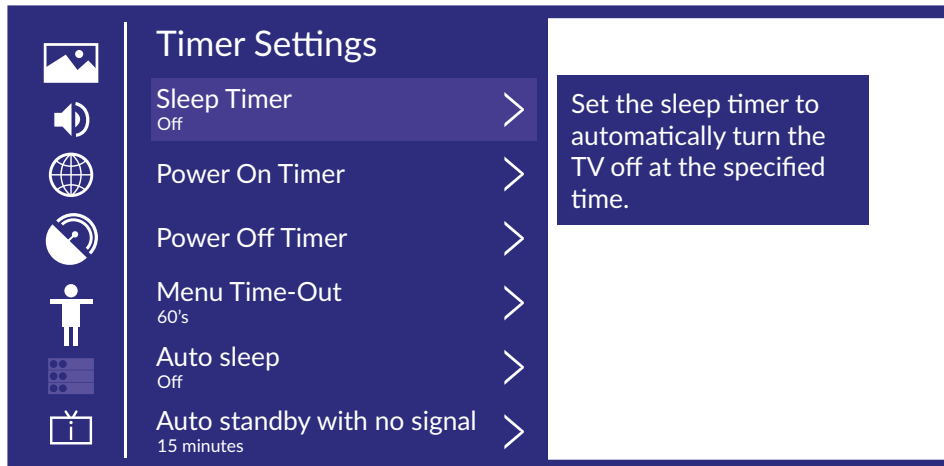 Timer Settings
Sleep Timer
Off
Power On Timer
Power Off Timer
Menu Time-Out
60's
Auto sleep
Off
Auto standby with no signal
15 minutes
Set the sleep timer to
automatically turn the
TV off at the specified
time.
i